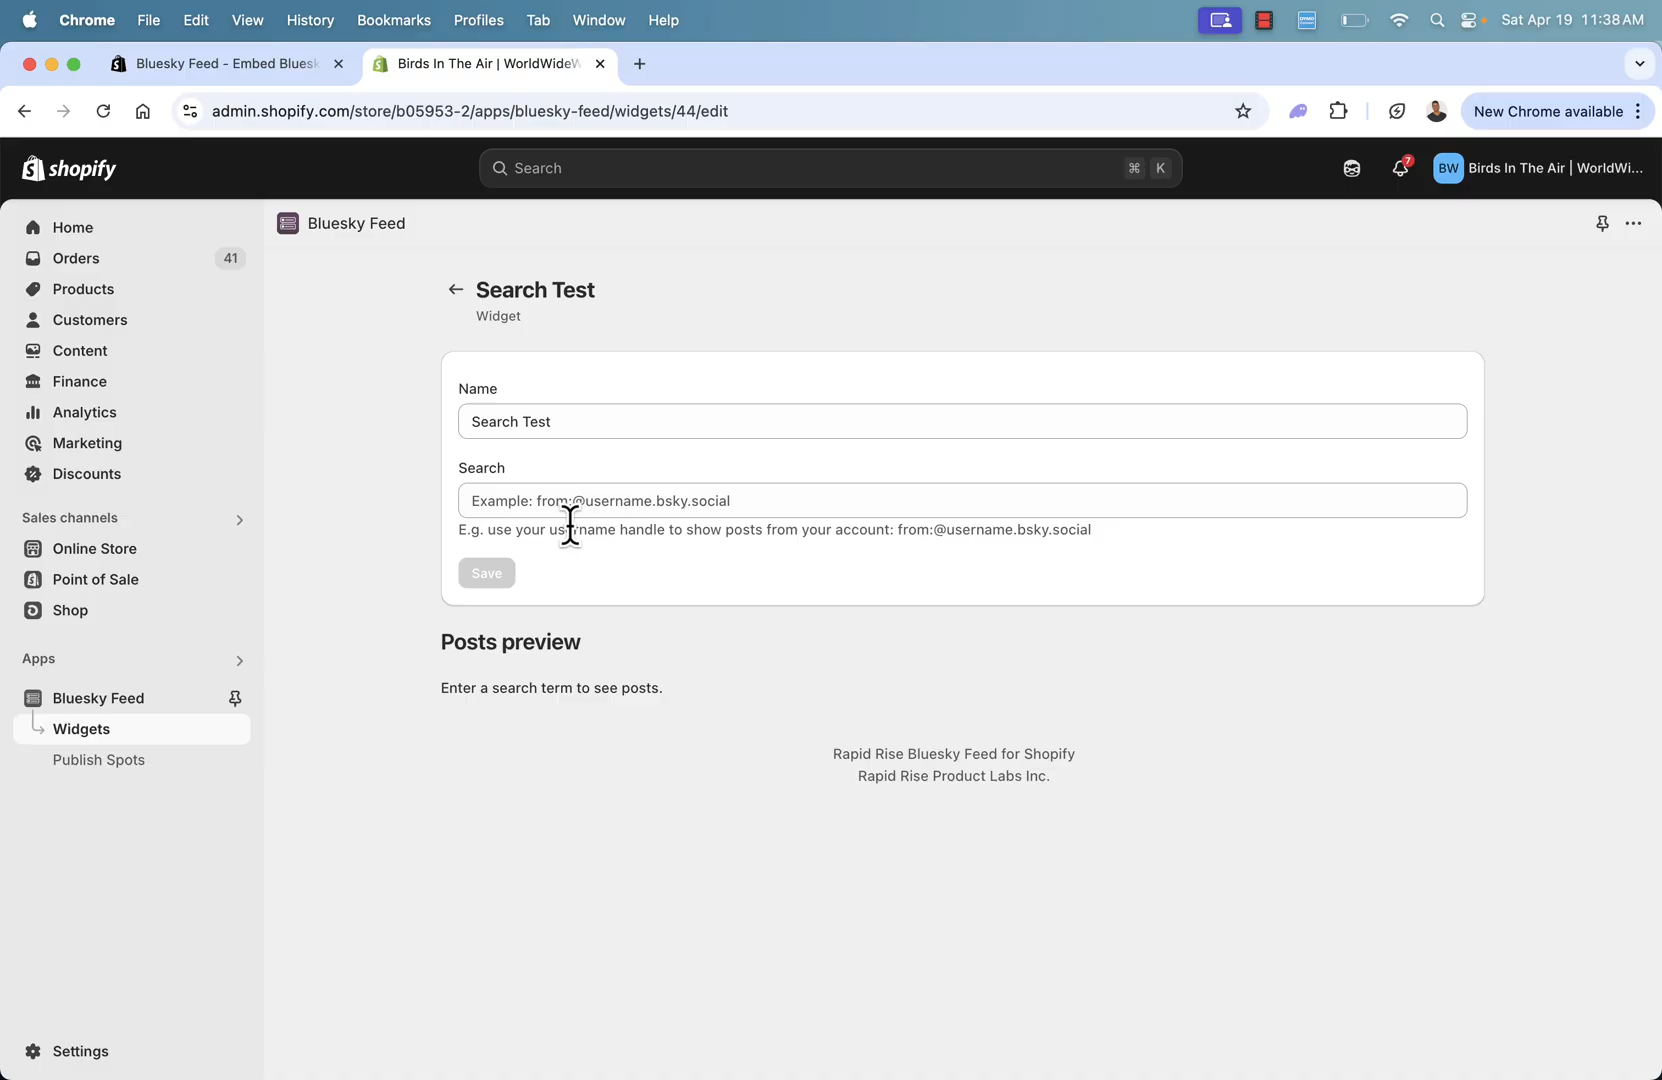 Chrome File Edit View History Bookmarks Profiles Tab Window Help Sat Apr 19 11:38 AM
Bluesky Feed - Embed Bluesk
Birds In The Air | WorldWideW
admin.shopify.com/store/b05953-2/apps/bluesky-feed/widgets/44/edit
New Chrome available
shopify
Search
⌘ K
7
BW
Birds In The Air | WorldWi...
Home
Orders 41
Products
Customers
Content
Finance
Analytics
Marketing
Discounts
Sales channels
Online Store
Point of Sale
Shop
Apps
Bluesky Feed
Widgets
Publish Spots
Settings
Bluesky Feed
Search Test
Widget
Name
Search Test
Search
Example: from:@username.bsky.social
E.g. use your username handle to show posts from your account: from:@username.bsky.social
Save
Posts preview
Enter a search term to see posts.
Rapid Rise Bluesky Feed for Shopify
Rapid Rise Product Labs Inc.